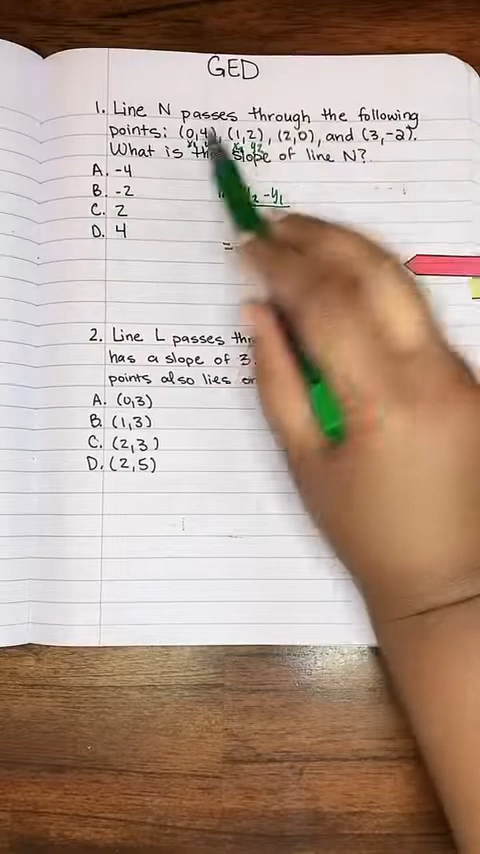 GED
1. Line N passes through the following
points: (0,4), (1,2), (2,0), and (3,-2).
What is the slope of line N?
A. -4
B. -2
C. 2
D. 4
2 - y₁
=
2. Line L passes
has a slope of 3
points also lies
A. (0,3)
B. (1,3)
C. (2,3)
D. (2,5)